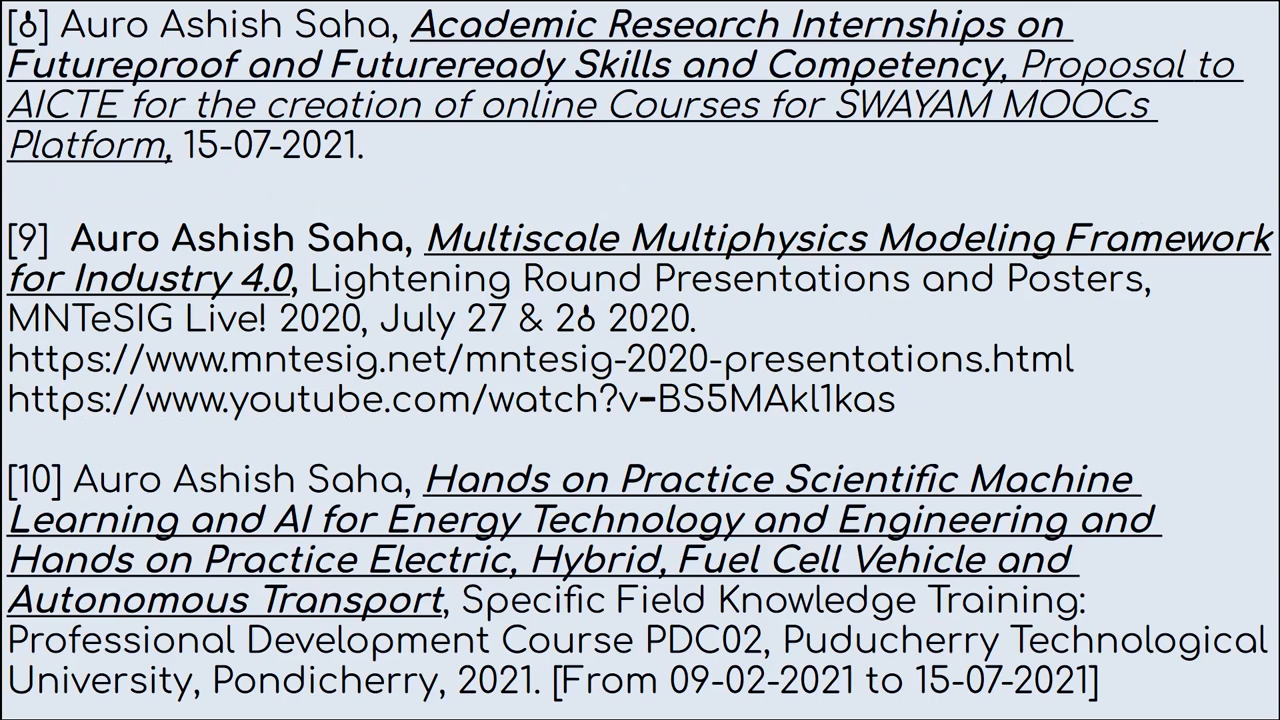 [8] Auro Ashish Saha, Academic Research Internships on
Futureproof and Futureready Skills and Competency, Proposal to
AICTE for the creation of online Courses for SWAYAM MOOCs
Platform, 15-07-2021.
[9] Auro Ashish Saha, Multiscale Multiphysics Modeling Framework
for Industry 4.0, Lightening Round Presentations and Posters,
MNTeSIG Live! 2020, July 27 & 28 2020.
https://www.mntesig.net/mntesig-2020-presentations.html
https://www.youtube.com/watch?v=BS5MAkl1kas
[10] Auro Ashish Saha, Hands on Practice Scientific Machine
Learning and AI for Energy Technology and Engineering and
Hands on Practice Electric, Hybrid, Fuel Cell Vehicle and
Autonomous Transport, Specific Field Knowledge Training:
Professional Development Course PDC02, Puducherry Technological
University, Pondicherry, 2021. [From 09-02-2021 to 15-07-2021]